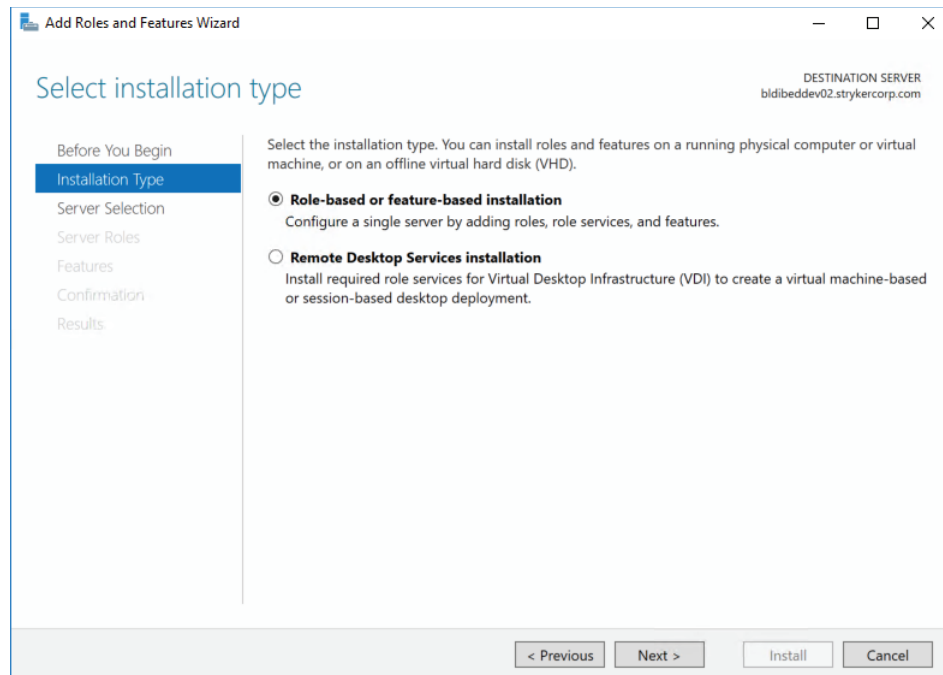 Add Roles and Features Wizard
Select installation type
DESTINATION SERVER
bldibeddev02.strykercorp.com
Before You Begin
Installation Type
Server Selection
Server Roles
Features
Confirmation
Results
Select the installation type. You can install roles and features on a running physical computer or virtual
machine, or on an offline virtual hard disk (VHD).
Role-based or feature-based installation
Configure a single server by adding roles, role services, and features.
Remote Desktop Services installation
Install required role services for Virtual Desktop Infrastructure (VDI) to create a virtual machine-based
or session-based desktop deployment.
< Previous Next > Install Cancel